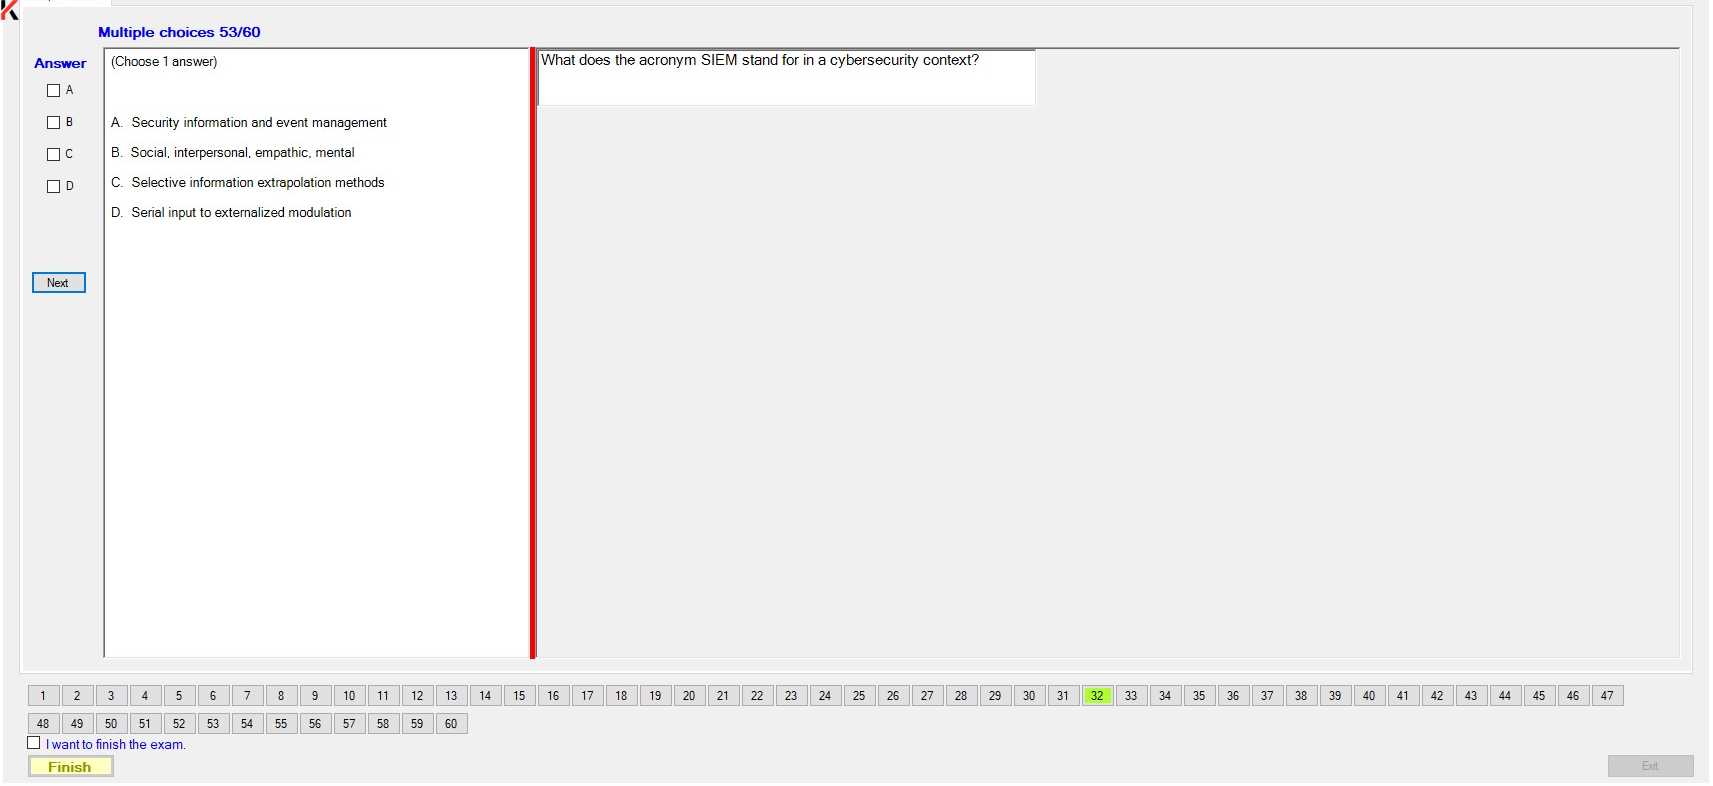 Multiple choices 53/60
Answer
A
B
C
D
Next
(Choose 1 answer)
A. Security information and event management
B. Social, interpersonal, empathic, mental
C. Selective information extrapolation methods
D. Serial input to externalized modulation
What does the acronym SIEM stand for in a cybersecurity context?
1 2 3 4 5 6 7 8 9 10 11 12 13 14 15 16 17 18 19 20 21 22 23 24 25 26 27 28 29 30 31 32 33 34 35 36 37 38 39 40 41 42 43 44 45 46 47
48 49 50 51 52 53 54 55 56 57 58 59 60
I want to finish the exam.
Finish
Exit